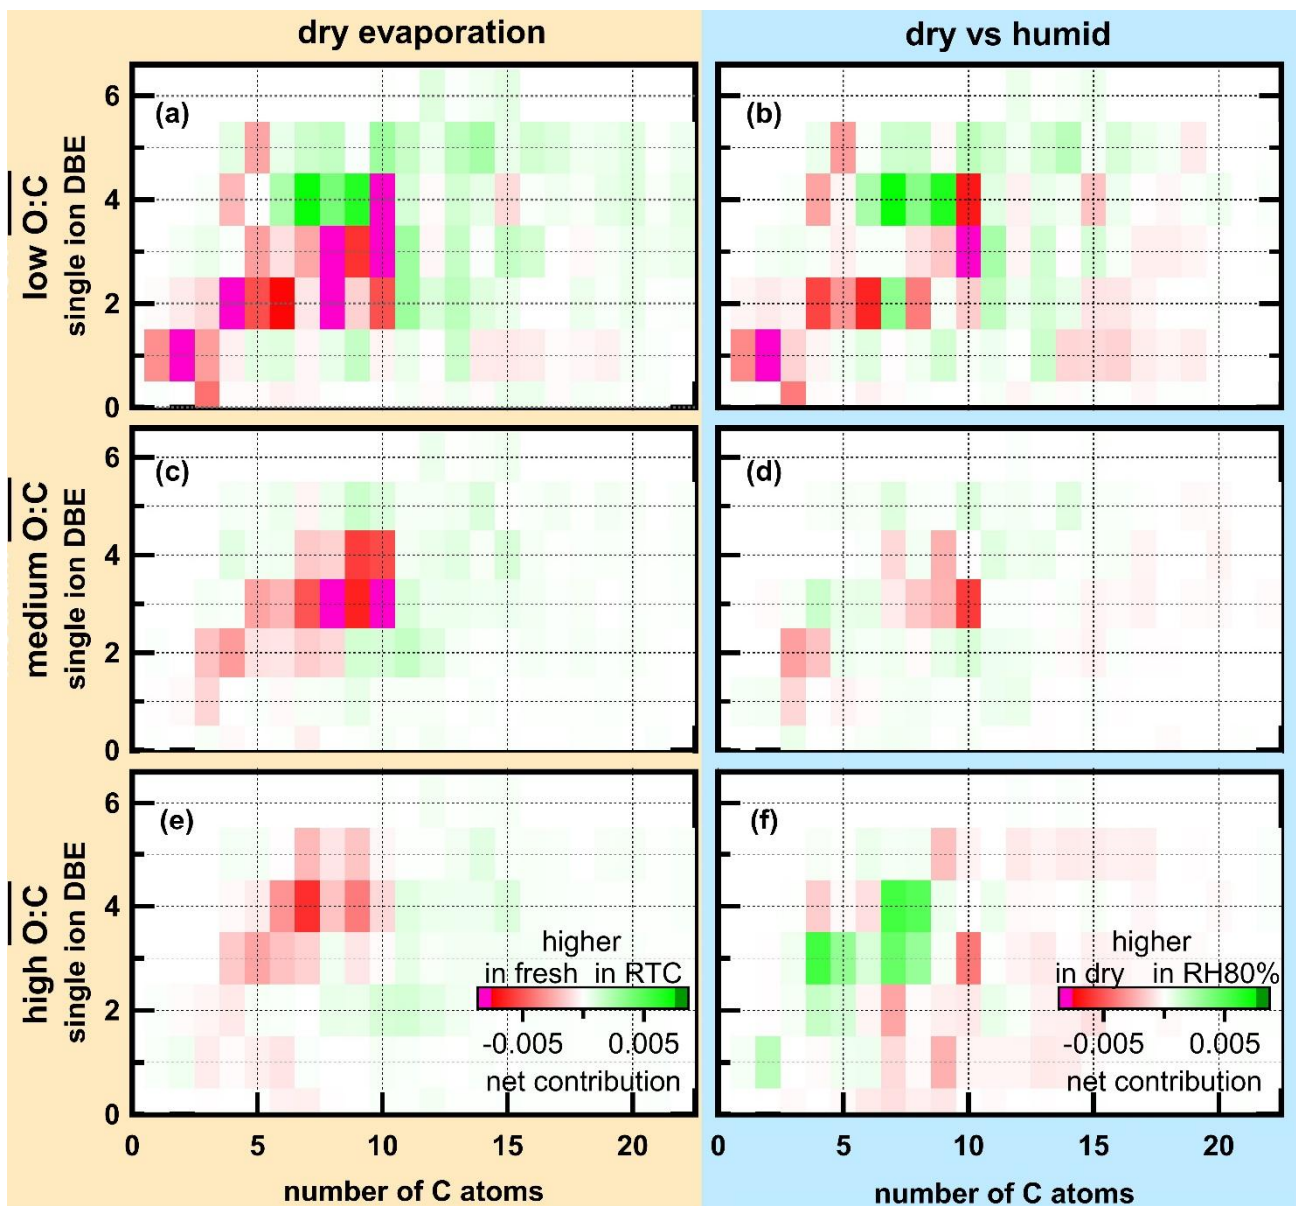 dry evaporation
dry vs humid
low O:C
single ion DBE
6
4
2
0
(a)
(b)
medium O:C
single ion DBE
6
4
2
0
(c)
(d)
high O:C
single ion DBE
6
4
2
0
(e)
(f)
higher
in fresh in RTC
-0.005 0.005
net contribution
higher
in dry in RH80%
-0.005 0.005
net contribution
0 5 10 15 20
0 5 10 15 20
number of C atoms
number of C atoms